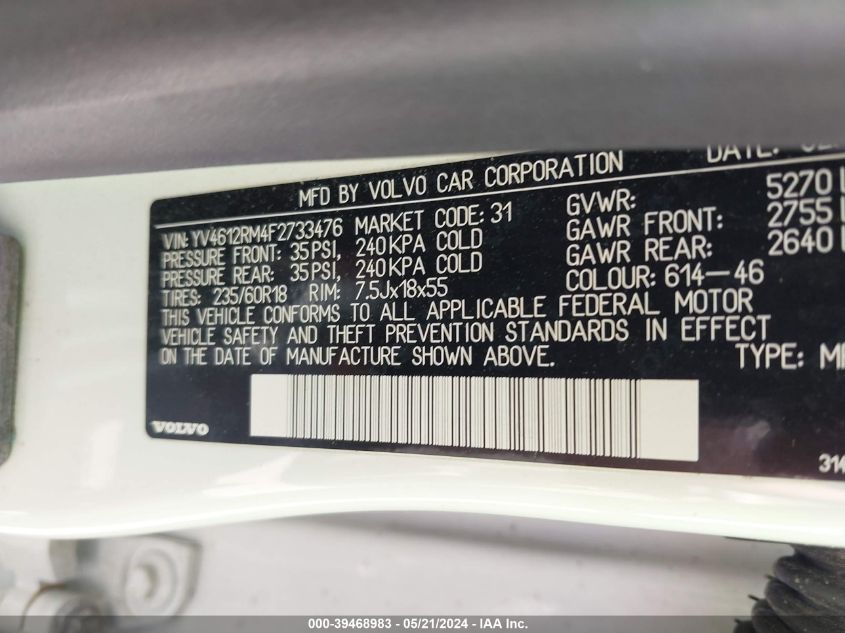 MFD BY VOLVO CAR CORPORATION DATE:
VIN: YV4612RM4F2733476 MARKET CODE: 31 GVWR: 5270
PRESSURE FRONT: 35PSI, 240KPA COLD GAWR FRONT: 2755
PRESSURE REAR: 35PSI, 240KPA COLD GAWR REAR: 2640
TIRES: 235/60R18 RIM: 7.5Jx18x55 COLOUR: 614-46
THIS VEHICLE CONFORMS TO ALL APPLICABLE FEDERAL MOTOR
VEHICLE SAFETY AND THEFT PREVENTION STANDARDS IN EFFECT
ON THE DATE OF MANUFACTURE SHOWN ABOVE. TYPE:
VOLVO
000-39468983 - 05/21/2024 - IAA Inc.